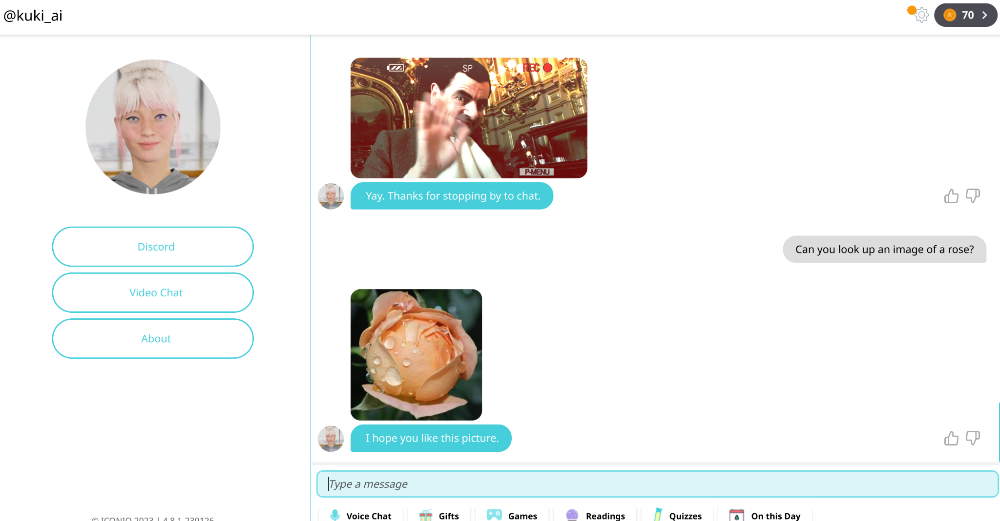 @kuki_ai
70
Discord
Video Chat
About
© ICONIQ 2023 | 4.8.1-230126
SP
REC
P-MENU
Yay. Thanks for stopping by to chat.
Can you look up an image of a rose?
I hope you like this picture.
Type a message
Voice Chat
Gifts
Games
Readings
Quizzes
On this Day